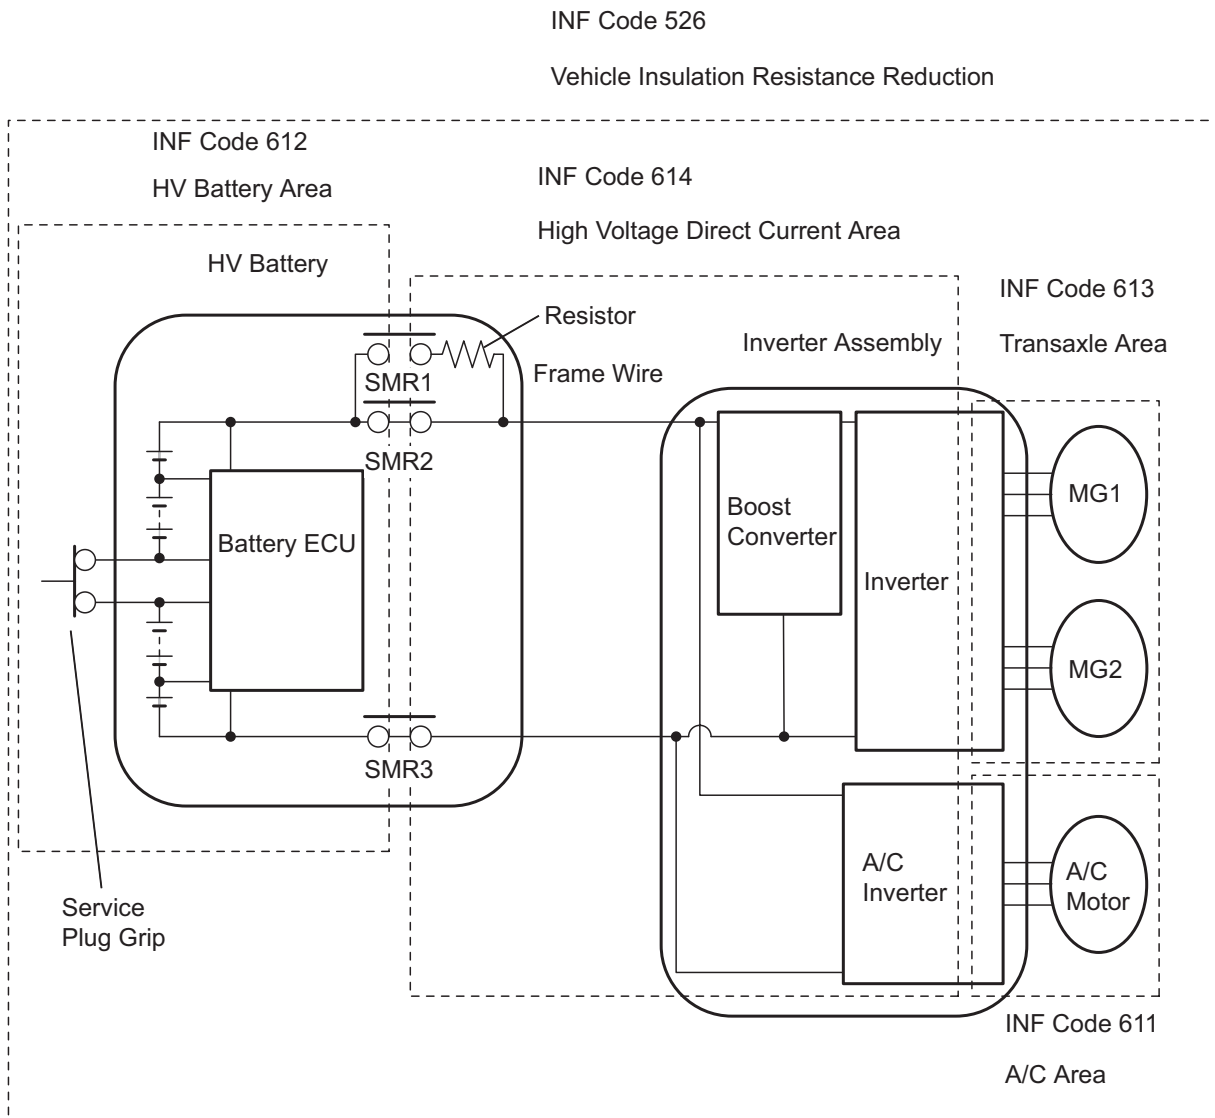 INF Code 526
Vehicle Insulation Resistance Reduction
INF Code 612
HV Battery Area
INF Code 614
High Voltage Direct Current Area
HV Battery
INF Code 613
Transaxle Area
Resistor
Inverter Assembly
Frame Wire
SMR1
SMR2
Battery ECU
Boost
Converter
Inverter
MG1
MG2
SMR3
A/C
Inverter
A/C
Motor
Service
Plug Grip
INF Code 611
A/C Area